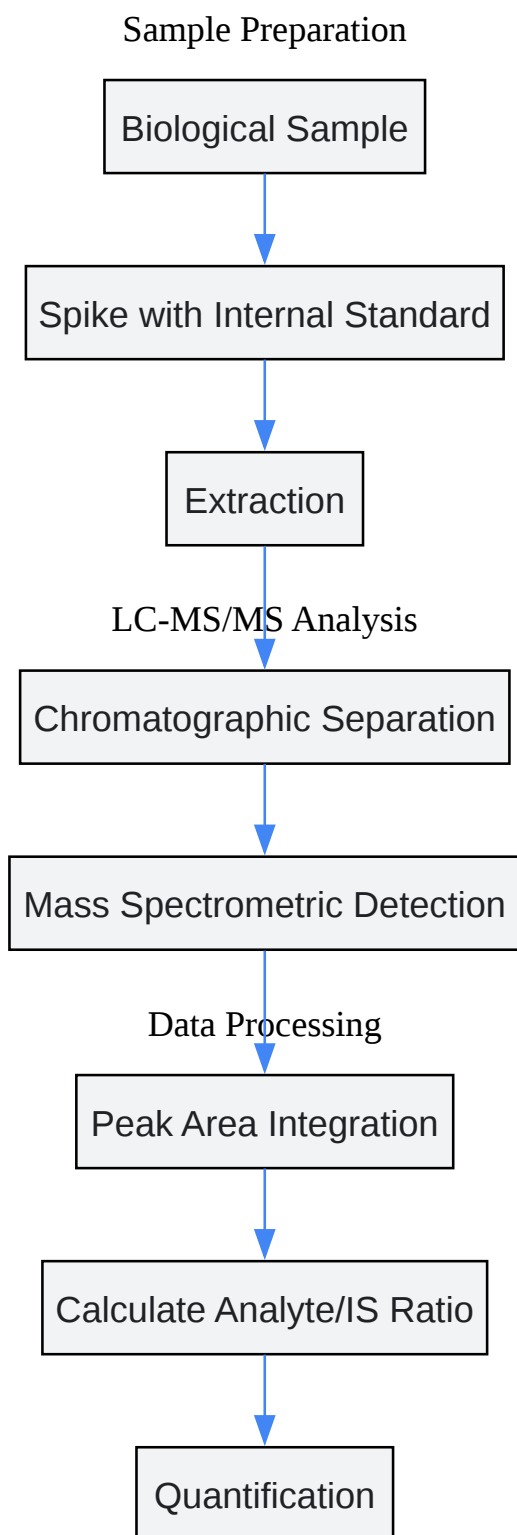 Sample Preparation
Biological Sample
Spike with Internal Standard
Extraction
LC-MS/MS Analysis
Chromatographic Separation
Mass Spectrometric Detection
Data Processing
Peak Area Integration
Calculate Analyte/IS Ratio
Quantification